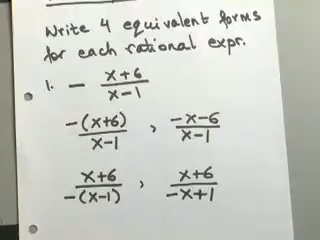 Write 4 equivalent forms
for each rational expr.
1. - (x+6)/(x-1)
-(x+6)/(x-1) , (-x-6)/(x-1)
(x+6)/-(x-1) , (x+6)/(-x+1)